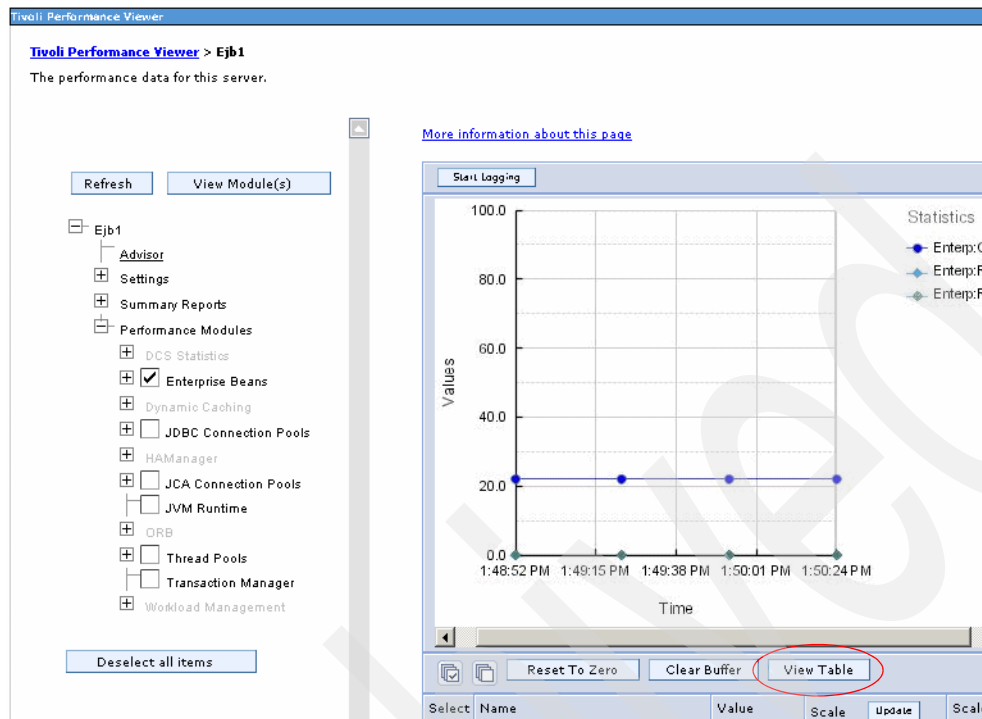 Tivoli Performance Viewer
Tivoli Performance Viewer > Ejb1
The performance data for this server.
More information about this page
Refresh
View Module(s)
Ejb1
Advisor
Settings
Summary Reports
Performance Modules
DCS Statistics
Enterprise Beans
Dynamic Caching
JDBC Connection Pools
HAManager
JCA Connection Pools
JVM Runtime
ORB
Thread Pools
Transaction Manager
Workload Management
Deselect all items
Start Logging
100.0
80.0
60.0
40.0
20.0
0.0
Values
1:48:52 PM 1:49:15 PM 1:49:38 PM 1:50:01 PM 1:50:24 PM
Time
Statistics
Enterp:C
Enterp:F
Enterp:F
Reset To Zero
Clear Buffer
View Table
Select Name Value Scale Update Scal